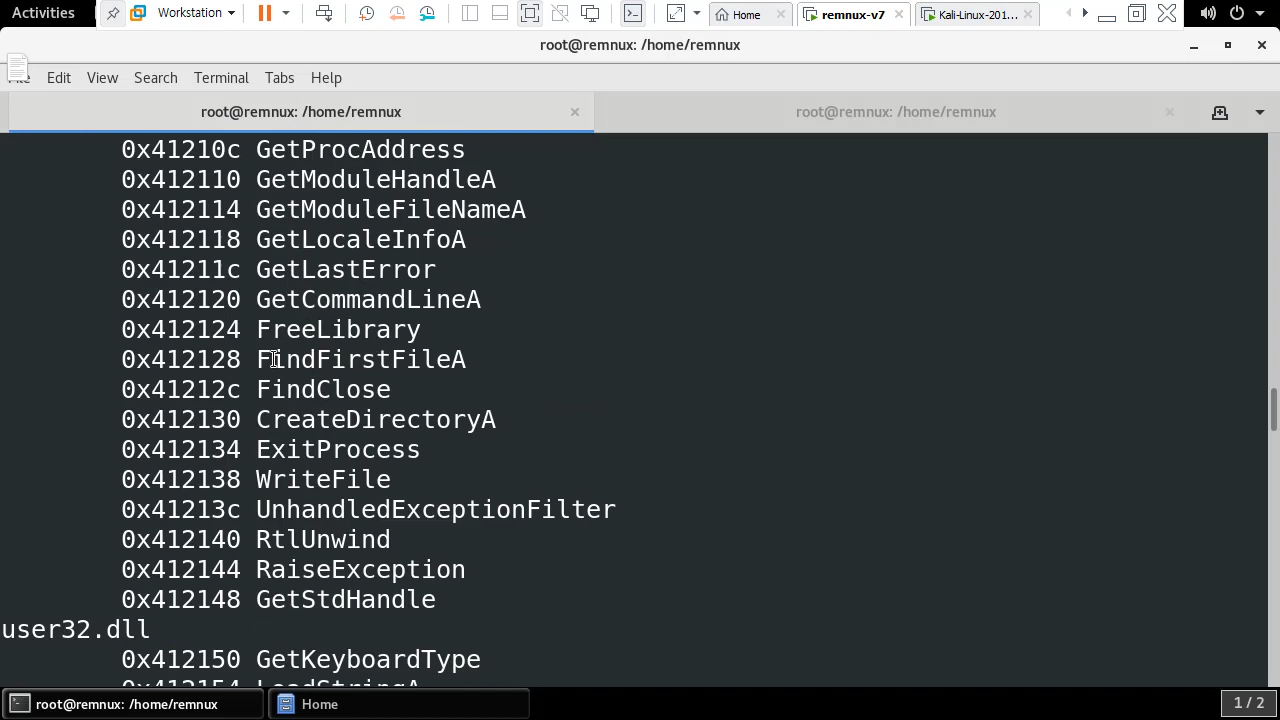 Activities
Workstation
Home
remnux-v7
Kali-Linux-201...
root@remnux: /home/remnux
Edit View Search Terminal Tabs Help
root@remnux: /home/remnux
root@remnux: /home/remnux
0x41210c GetProcAddress
0x412110 GetModuleHandleA
0x412114 GetModuleFileNameA
0x412118 GetLocaleInfoA
0x41211c GetLastError
0x412120 GetCommandLineA
0x412124 FreeLibrary
0x412128 FindFirstFileA
0x41212c FindClose
0x412130 CreateDirectoryA
0x412134 ExitProcess
0x412138 WriteFile
0x41213c UnhandledExceptionFilter
0x412140 RtlUnwind
0x412144 RaiseException
0x412148 GetStdHandle
user32.dll
0x412150 GetKeyboardType
0x412154 LoadStringA
root@remnux: /home/remnux
Home
1 / 2